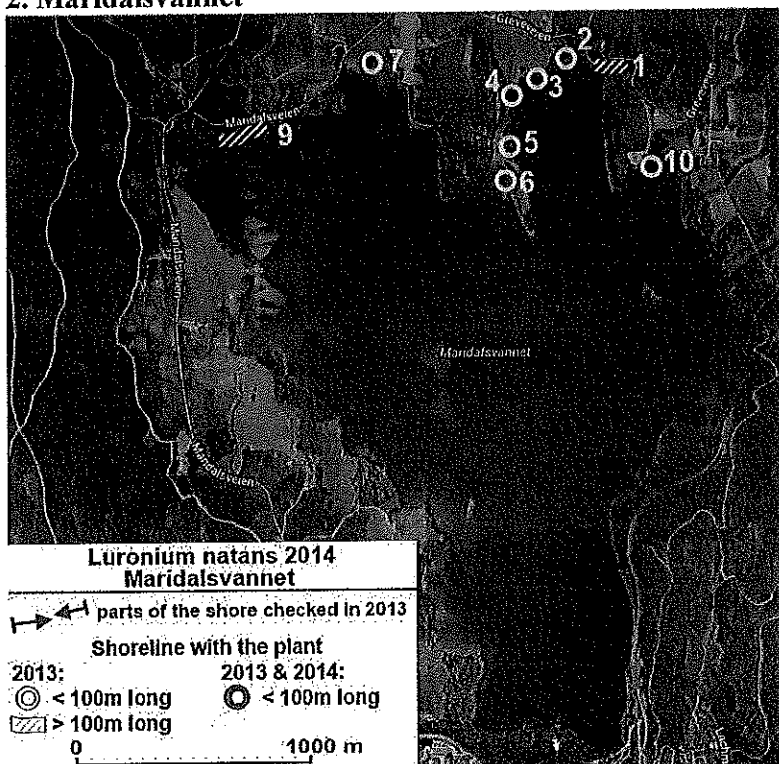 2. Maridalsvannet
Greveveien
2
7
1
3
4
Maridalsveien
9
5
10
6
Maridalsveien
Maridalsvannet
Maridalsveien
Luronium natans 2014
Maridalsvannet
parts of the shore checked in 2013
Shoreline with the plant
2013: 2013 & 2014:
< 100m long < 100m long
> 100m long
0 1000 m